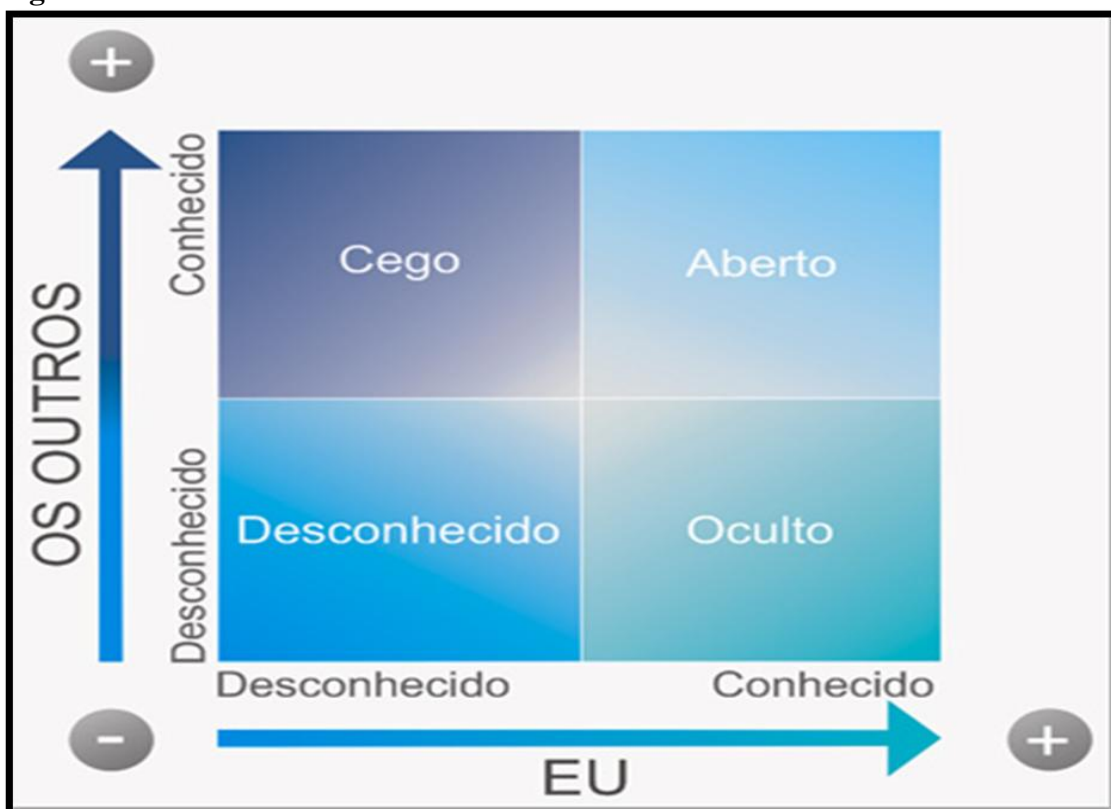 +
Conhecido
Cego
Aberto
OS OUTROS
Desconhecido
Desconhecido
Oculto
Desconhecido
Conhecido
-
+
EU